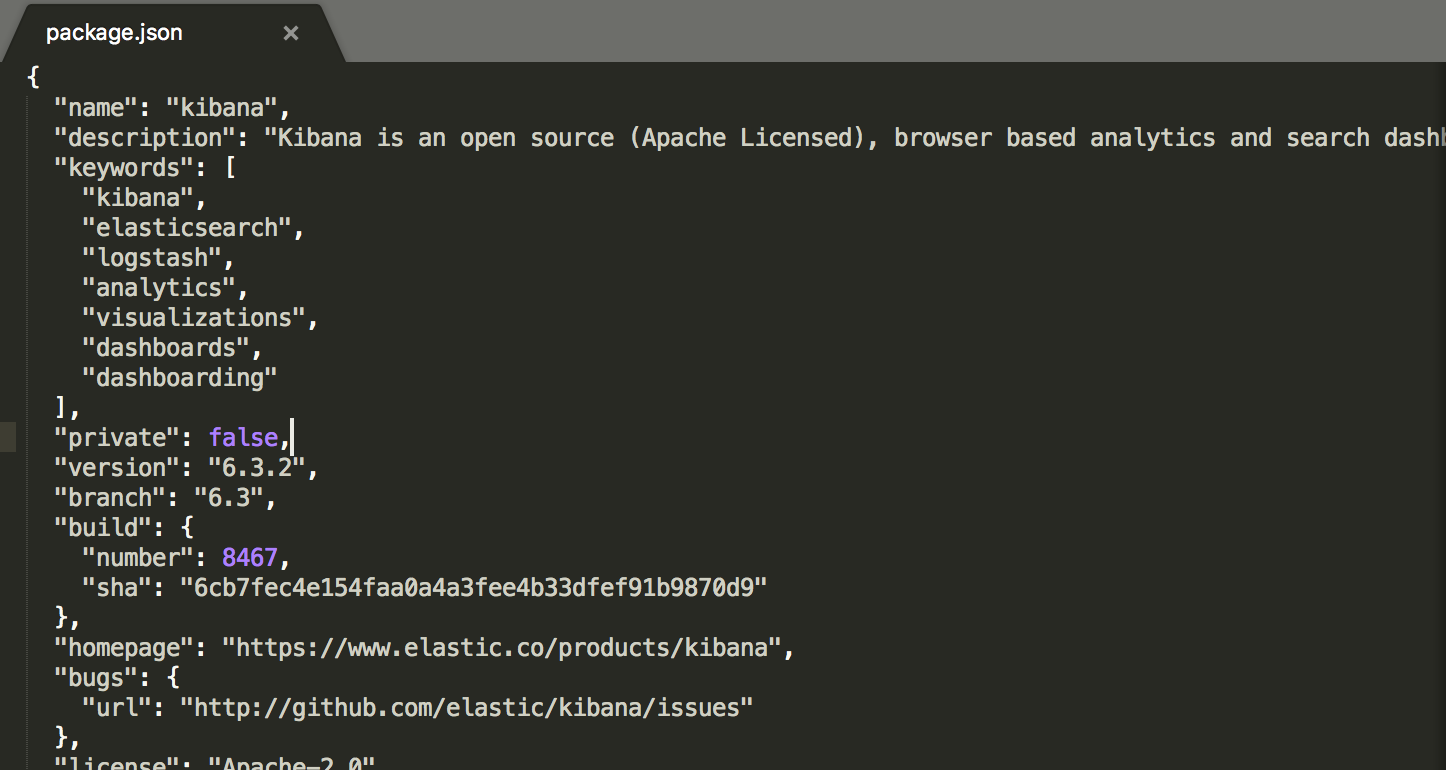 package.json ×
{
  "name": "kibana",
  "description": "Kibana is an open source (Apache Licensed), browser based analytics and search dash
  "keywords": [
    "kibana",
    "elasticsearch",
    "logstash",
    "analytics",
    "visualizations",
    "dashboards",
    "dashboarding"
  ],
  "private": false,
  "version": "6.3.2",
  "branch": "6.3",
  "build": {
    "number": 8467,
    "sha": "6cb7fec4e154faa0a4a3fee4b33dfef91b9870d9"
  },
  "homepage": "https://www.elastic.co/products/kibana",
  "bugs": {
    "url": "http://github.com/elastic/kibana/issues"
  },
  "license": "Apache-2.0"